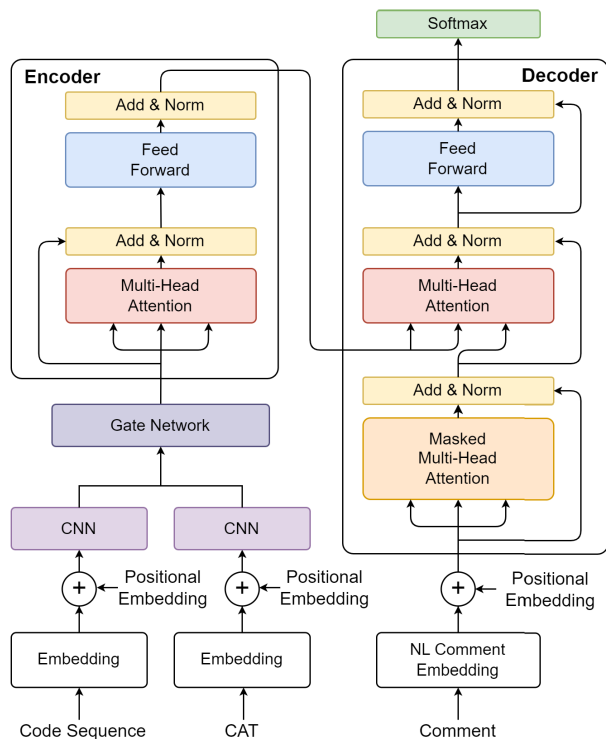 Softmax
Encoder
Add & Norm
Feed
Forward
Add & Norm
Multi-Head
Attention
Gate Network
CNN
CNN
Positional
Embedding
Positional
Embedding
Embedding
Embedding
Code Sequence
CAT
Decoder
Add & Norm
Feed
Forward
Add & Norm
Multi-Head
Attention
Add & Norm
Masked
Multi-Head
Attention
Positional
Embedding
NL Comment
Embedding
Comment